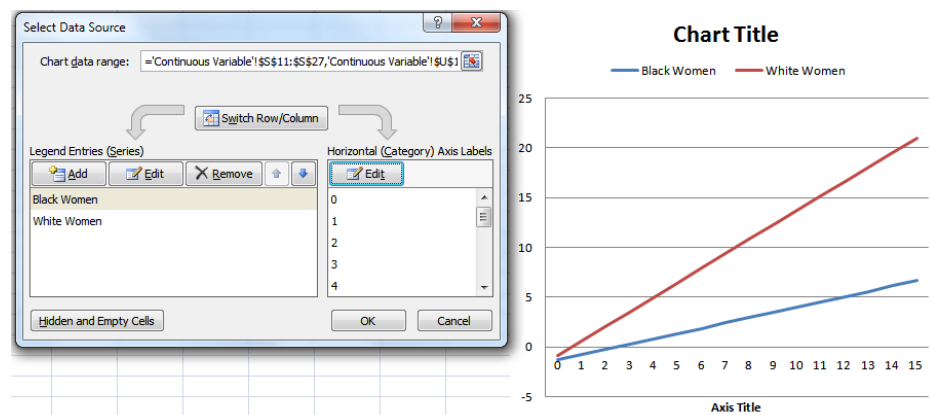 Select Data Source
Chart data range: ='Continuous Variable'!$S$11:$S$27,'Continuous Variable'!$U$1
Switch Row/Column
Legend Entries (Series)
Add Edit Remove
Black Women
White Women
Horizontal (Category) Axis Labels
Edit
0
1
2
3
4
Hidden and Empty Cells
OK Cancel
Chart Title
Black Women White Women
25
20
15
10
5
0
0 1 2 3 4 5 6 7 8 9 10 11 12 13 14 15
-5
Axis Title